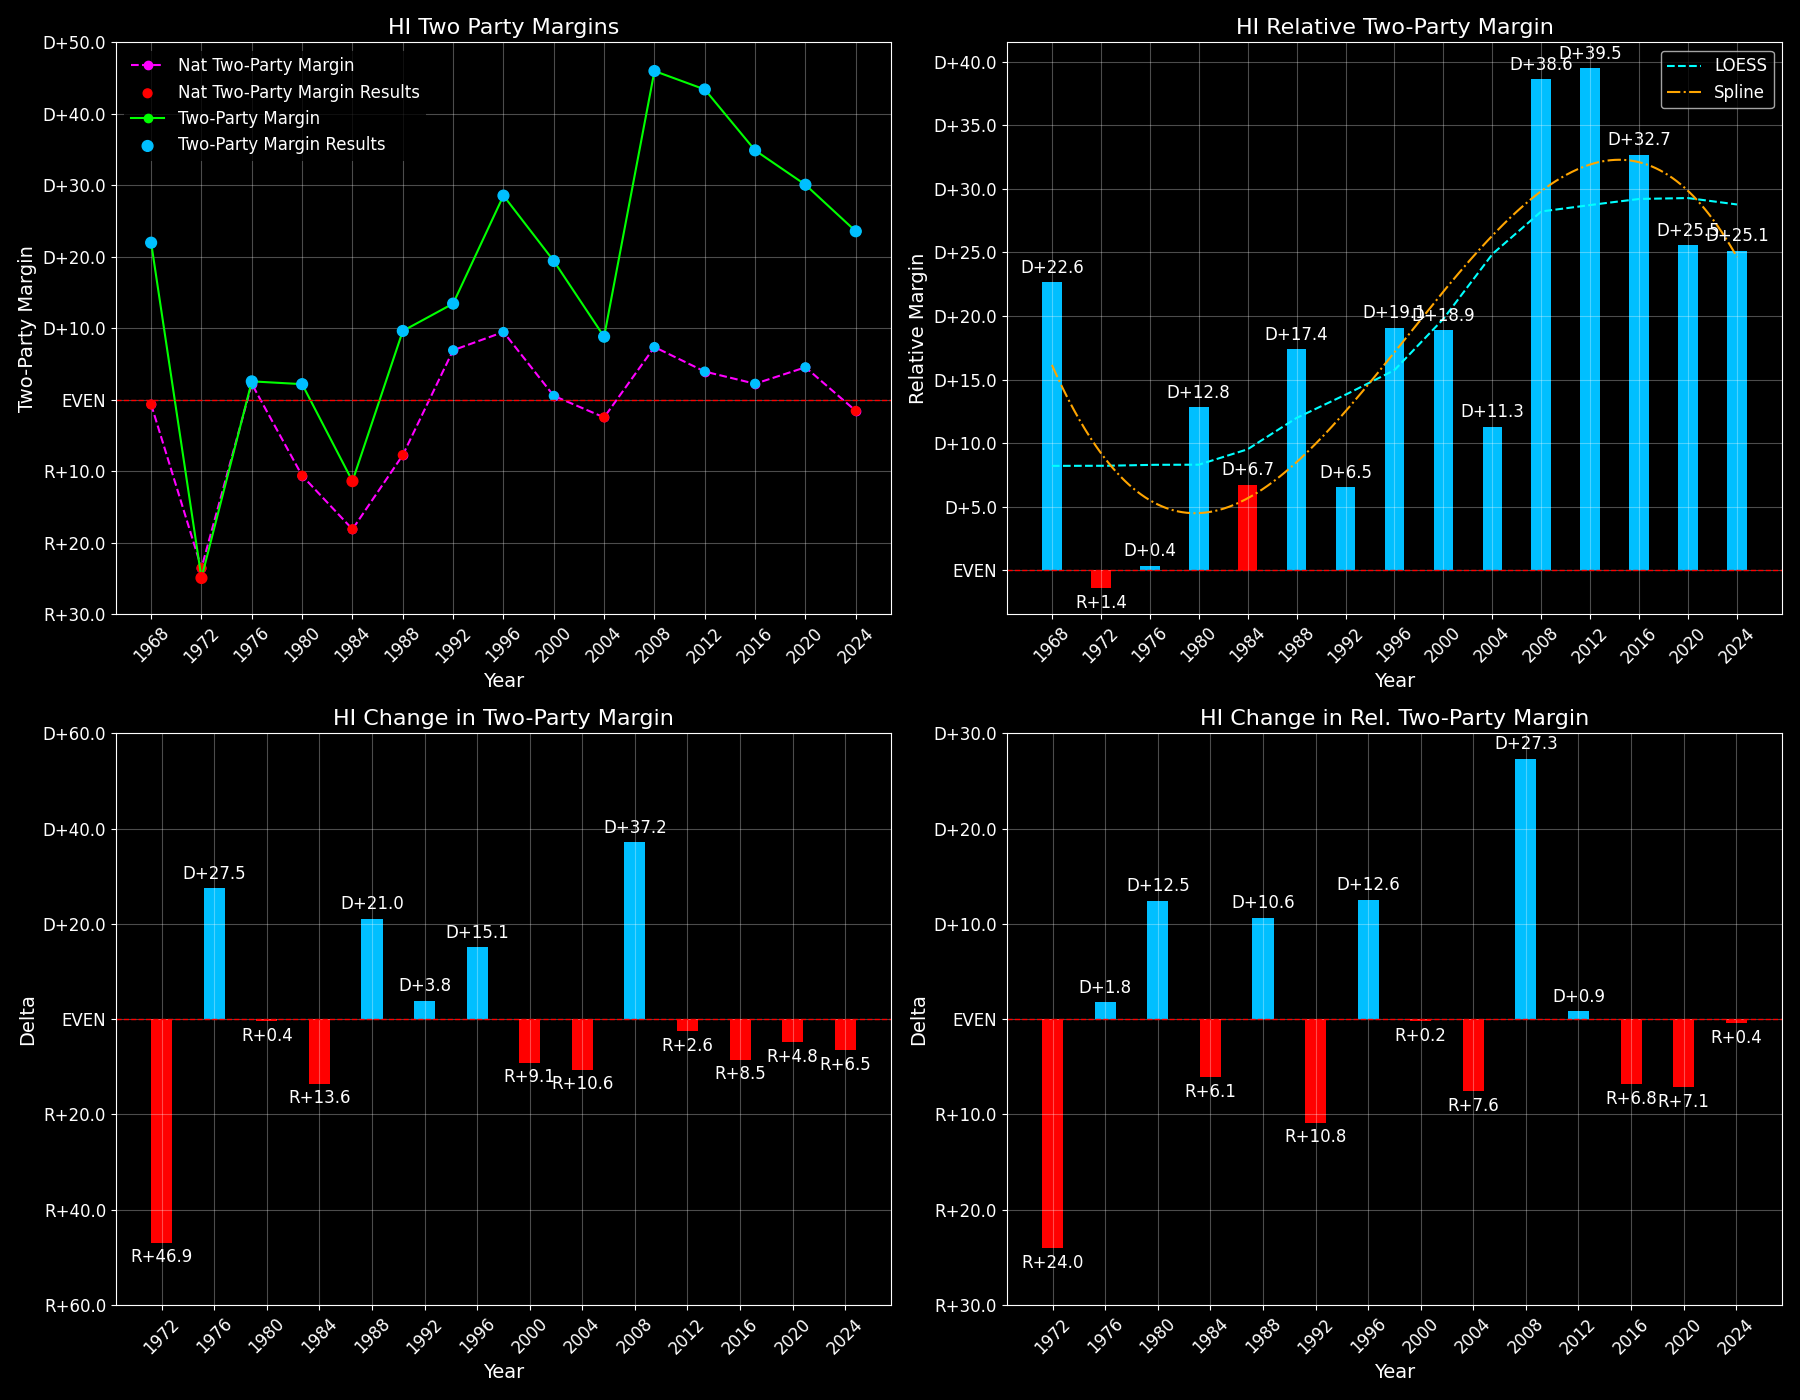 HI Two Party Margins
D+50.0
D+40.0
D+30.0
D+20.0
D+10.0
EVEN
R+10.0
R+20.0
R+30.0
Two-Party Margin
Nat Two-Party Margin
Nat Two-Party Margin Results
Two-Party Margin
Two-Party Margin Results
1968 1972 1976 1980 1984 1988 1992 1996 2000 2004 2008 2012 2016 2020 2024
Year
HI Relative Two-Party Margin
D+40.0
D+35.0
D+30.0
D+25.0
D+20.0
D+15.0
D+10.0
D+5.0
EVEN
Relative Margin
LOESS
Spline
D+22.6 R+1.4 D+0.4 D+12.8 D+6.7 D+17.4 D+6.5 D+19.1 D+18.9 D+11.3 D+38.6 D+39.5 D+32.7 D+25.5 D+25.1
1968 1972 1976 1980 1984 1988 1992 1996 2000 2004 2008 2012 2016 2020 2024
Year
HI Change in Two-Party Margin
D+60.0
D+40.0
D+20.0
EVEN
R+20.0
R+40.0
R+60.0
Delta
R+46.9 D+27.5 R+0.4 R+13.6 D+21.0 D+3.8 D+15.1 R+9.1 R+10.6 D+37.2 R+2.6 R+8.5 R+4.8 R+6.5
1972 1976 1980 1984 1988 1992 1996 2000 2004 2008 2012 2016 2020 2024
Year
HI Change in Rel. Two-Party Margin
D+30.0
D+20.0
D+10.0
EVEN
R+10.0
R+20.0
R+30.0
Delta
R+24.0 D+1.8 D+12.5 R+6.1 D+10.6 R+10.8 D+12.6 R+0.2 R+7.6 D+27.3 D+0.9 R+6.8 R+7.1 R+0.4
1972 1976 1980 1984 1988 1992 1996 2000 2004 2008 2012 2016 2020 2024
Year